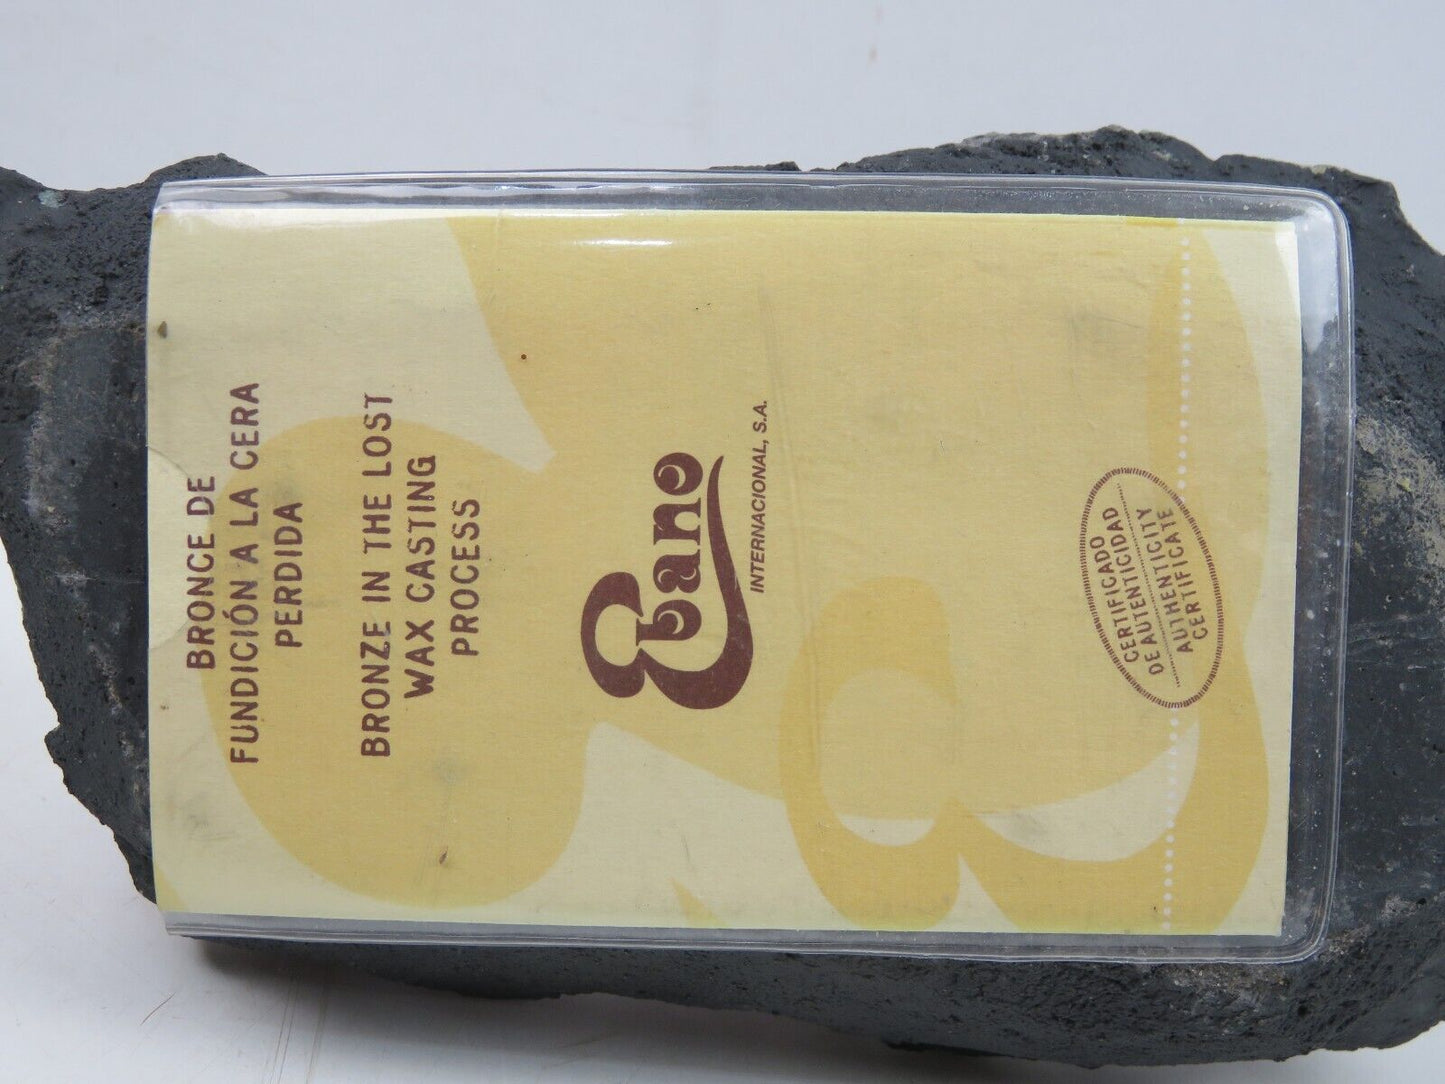 BRONCE DE
FUNDICIÓN A LA CERA
PERDIDA
BRONZE IN THE LOST
WAX CASTING
PROCESS
Ebano
INTERNACIONAL, S.A.
CERTIFICADO
DE AUTENTICIDAD
AUTHENTICITY
CERTIFICATE